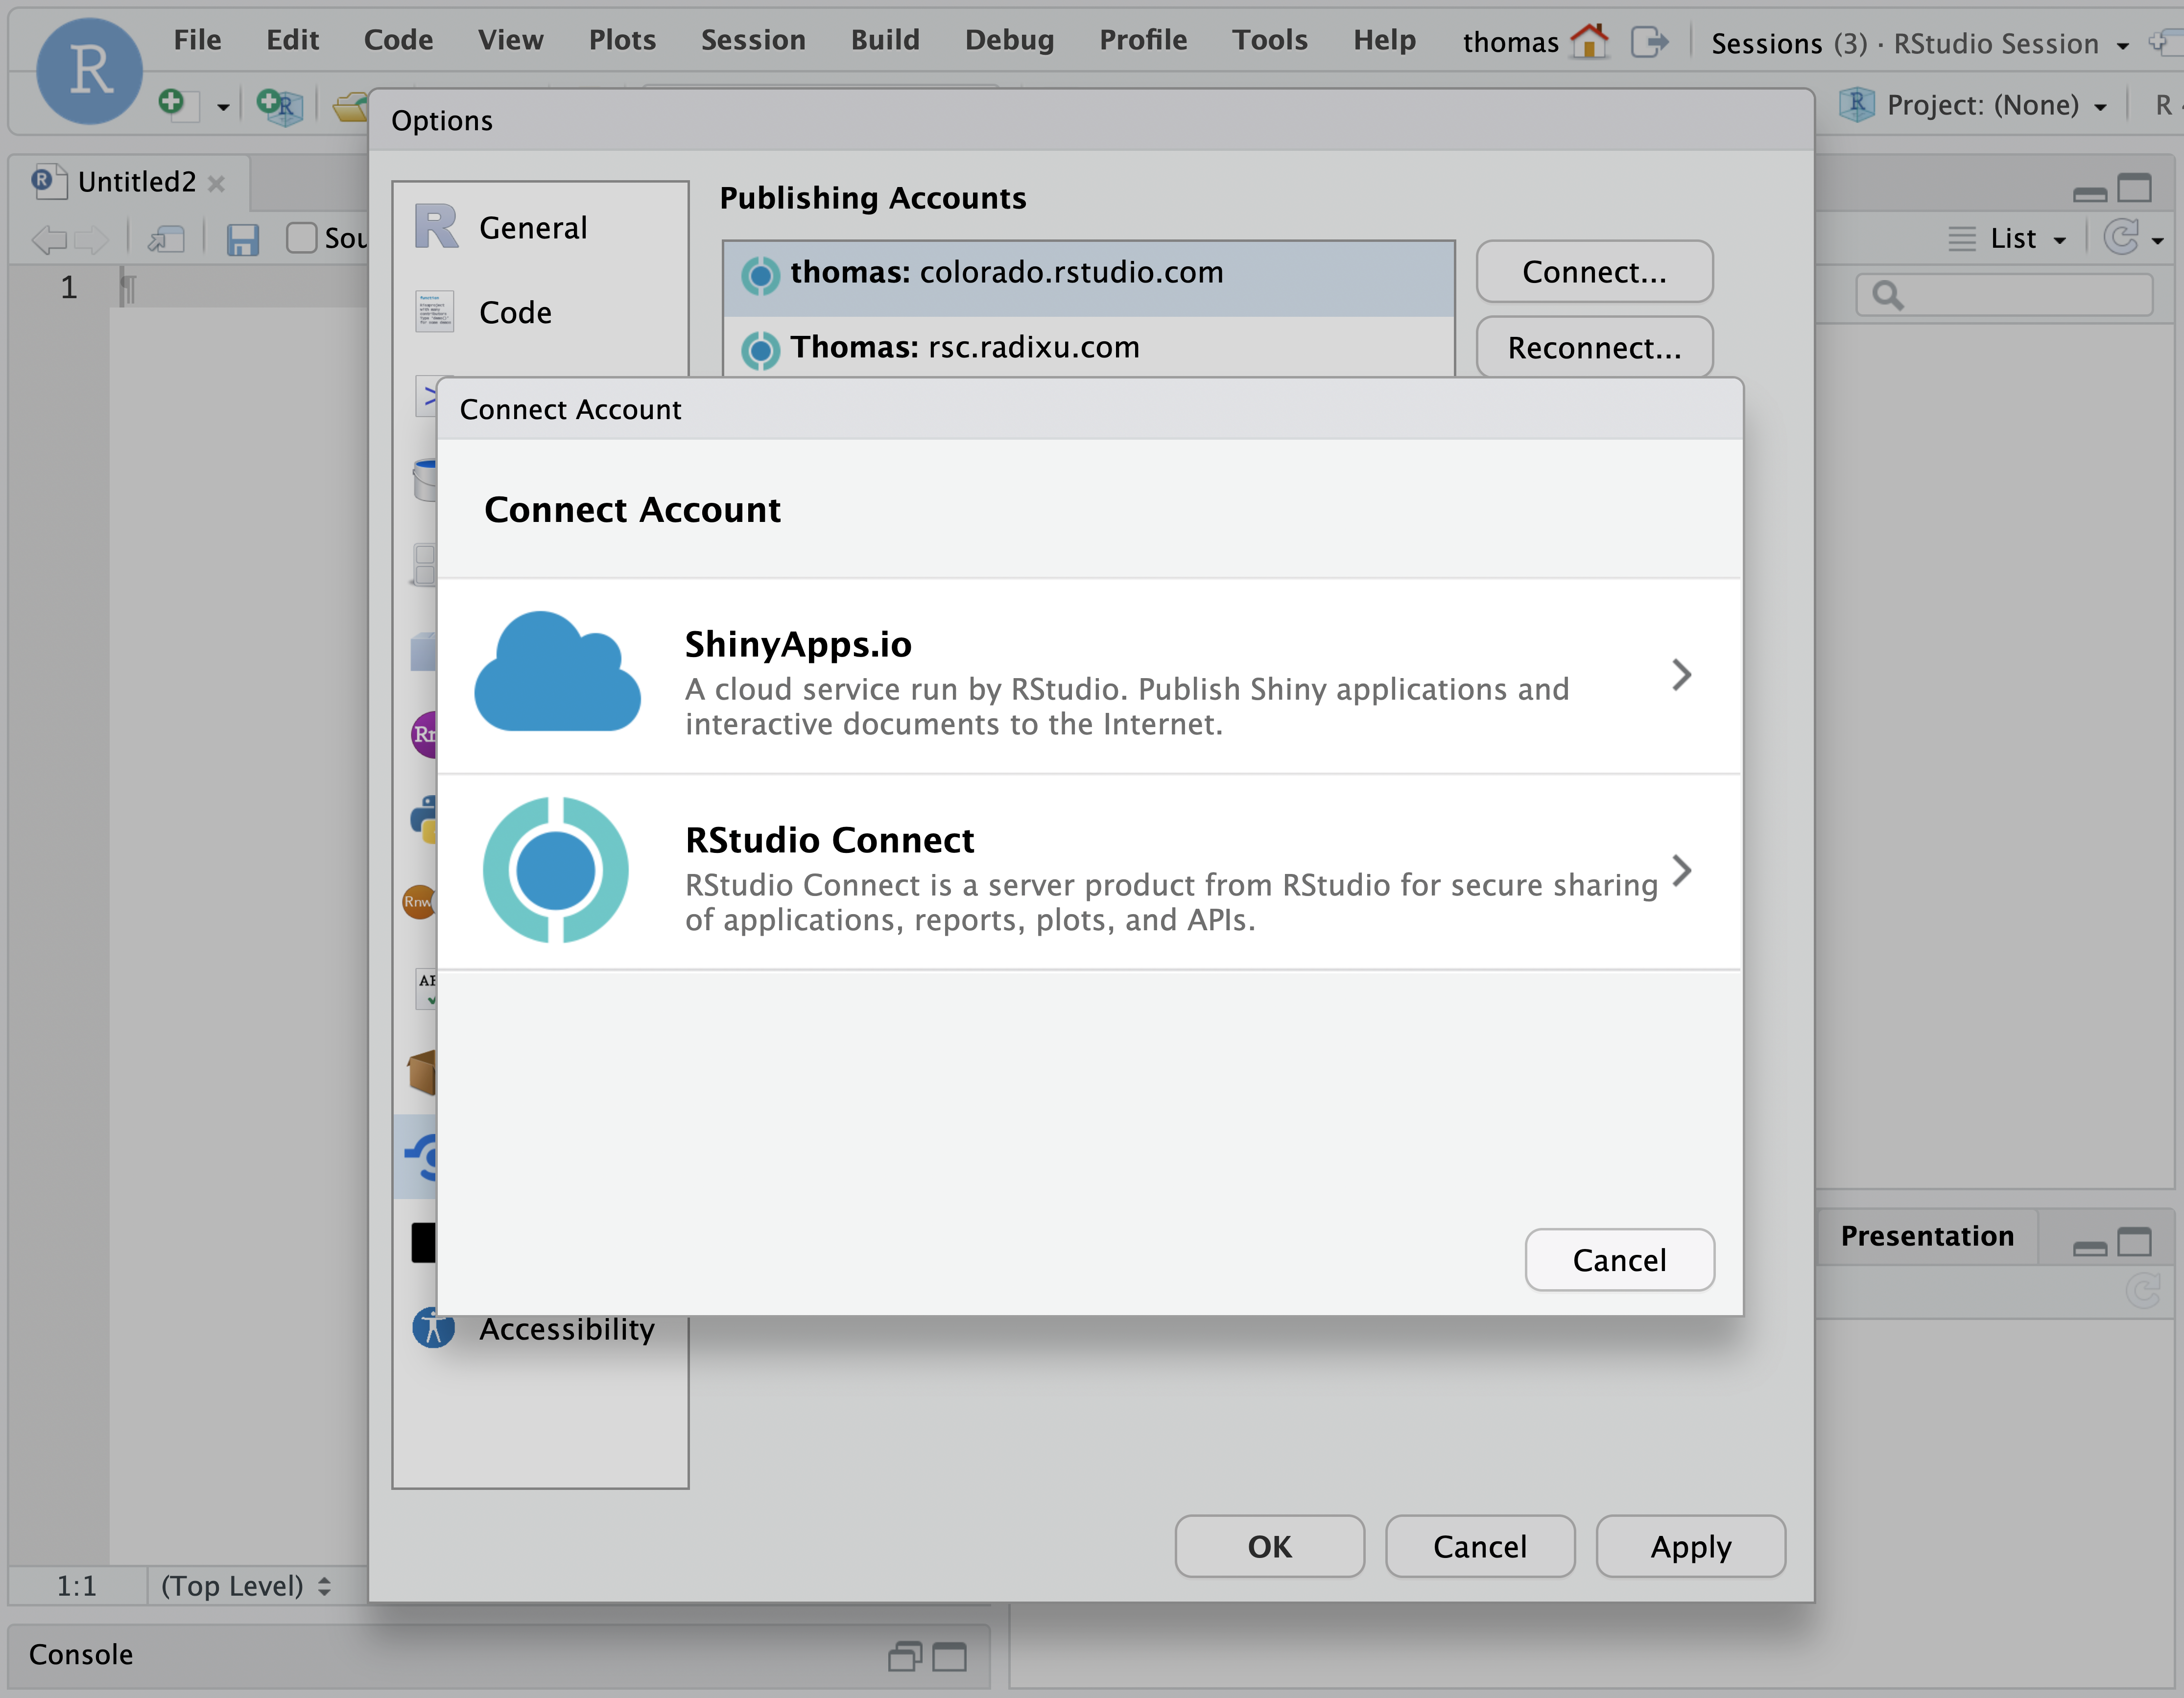 R
File Edit Code View Plots Session Build Debug Profile Tools Help thomas Sessions (3) · RStudio Session
R Project: (None) R
Options
R Untitled2
Publishing Accounts
R General
Sou
thomas: colorado.rstudio.com Connect...
List
1
Code
Thomas: rsc.radixu.com Reconnect...
Connect Account
Connect Account
ShinyApps.io
A cloud service run by RStudio. Publish Shiny applications and
interactive documents to the Internet.
RStudio Connect
RStudio Connect is a server product from RStudio for secure sharing
of applications, reports, plots, and APIs.
Rnw
Presentation
Cancel
Accessibility
OK Cancel Apply
1:1 (Top Level)
Console